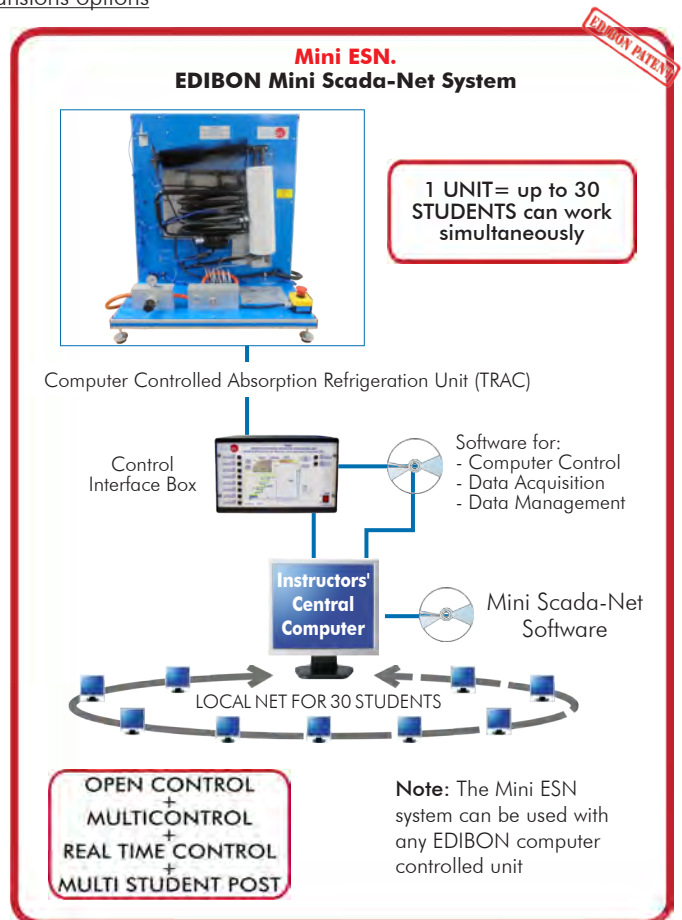 EDIBON PATENT
Mini ESN.
EDIBON Mini Scada-Net System
1 UNIT= up to 30
STUDENTS can work
simultaneously
Computer Controlled Absorption Refrigeration Unit (TRAC)
Control
Interface Box
Software for:
- Computer Control
- Data Acquisition
- Data Management
Instructors'
Central
Computer
Mini Scada-Net
Software
LOCAL NET FOR 30 STUDENTS
OPEN CONTROL
+
MULTICONTROL
+
REAL TIME CONTROL
+
MULTI STUDENT POST
Note: The Mini ESN
system can be used with
any EDIBON computer
controlled unit